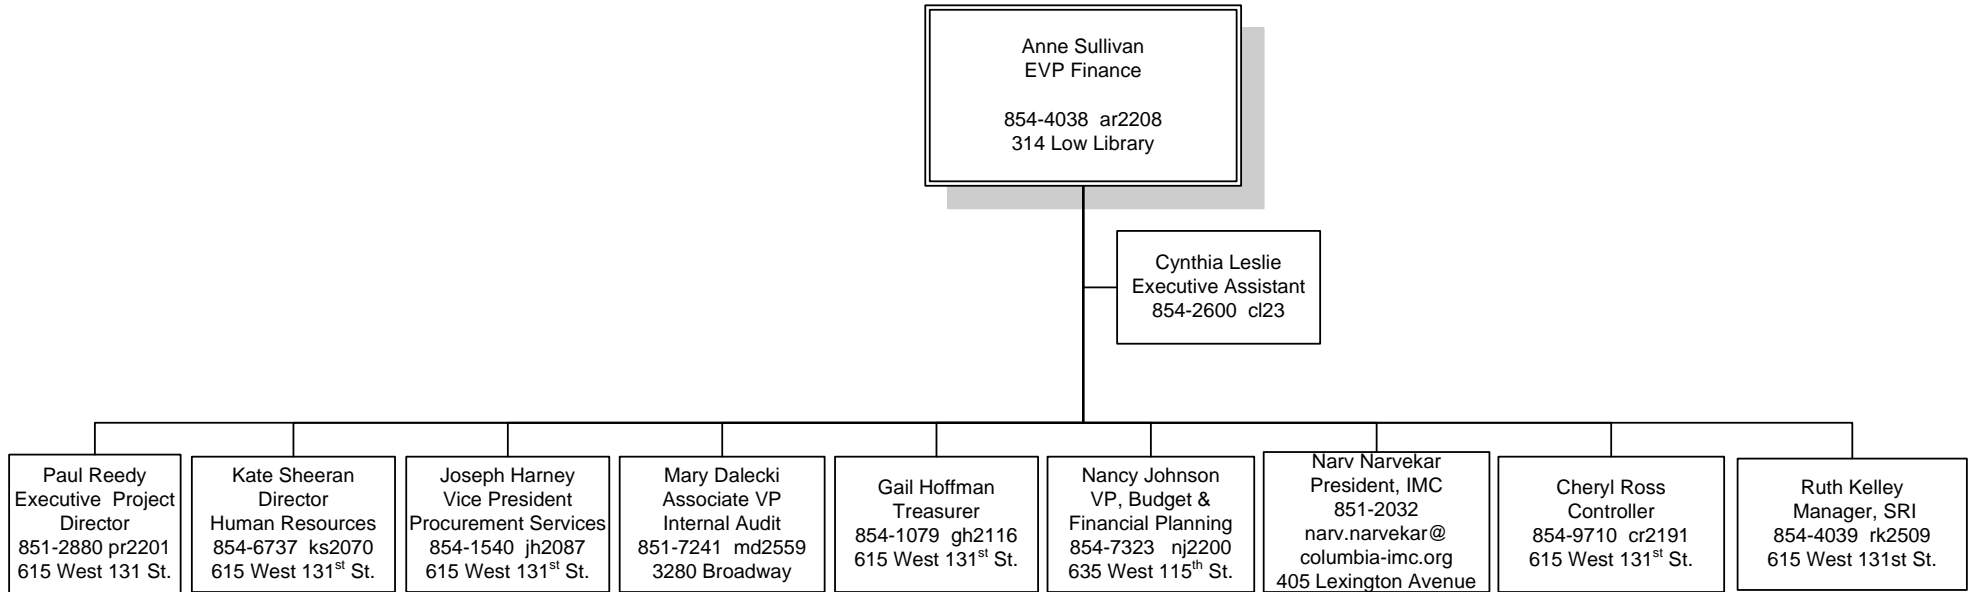 Anne Sullivan
EVP Finance
854-4038 ar2208
314 Low Library
Cynthia Leslie
Executive Assistant
854-2600 cl23
Paul Reedy
Executive Project
Director
851-2880 pr2201
615 West 131 St.
Kate Sheeran
Director
Human Resources
854-6737 ks2070
615 West 131st St.
Joseph Harney
Vice President
Procurement Services
854-1540 jh2087
615 West 131st St.
Mary Dalecki
Associate VP
Internal Audit
851-7241 md2559
3280 Broadway
Gail Hoffman
Treasurer
854-1079 gh2116
615 West 131st St.
Nancy Johnson
VP, Budget &
Financial Planning
854-7323 nj2200
635 West 115th St.
Narv Narvekar
President, IMC
851-2032
narv.narvekar@
columbia-imc.org
405 Lexington Avenue
Cheryl Ross
Controller
854-9710 cr2191
615 West 131st St.
Ruth Kelley
Manager, SRI
854-4039 rk2509
615 West 131st St.